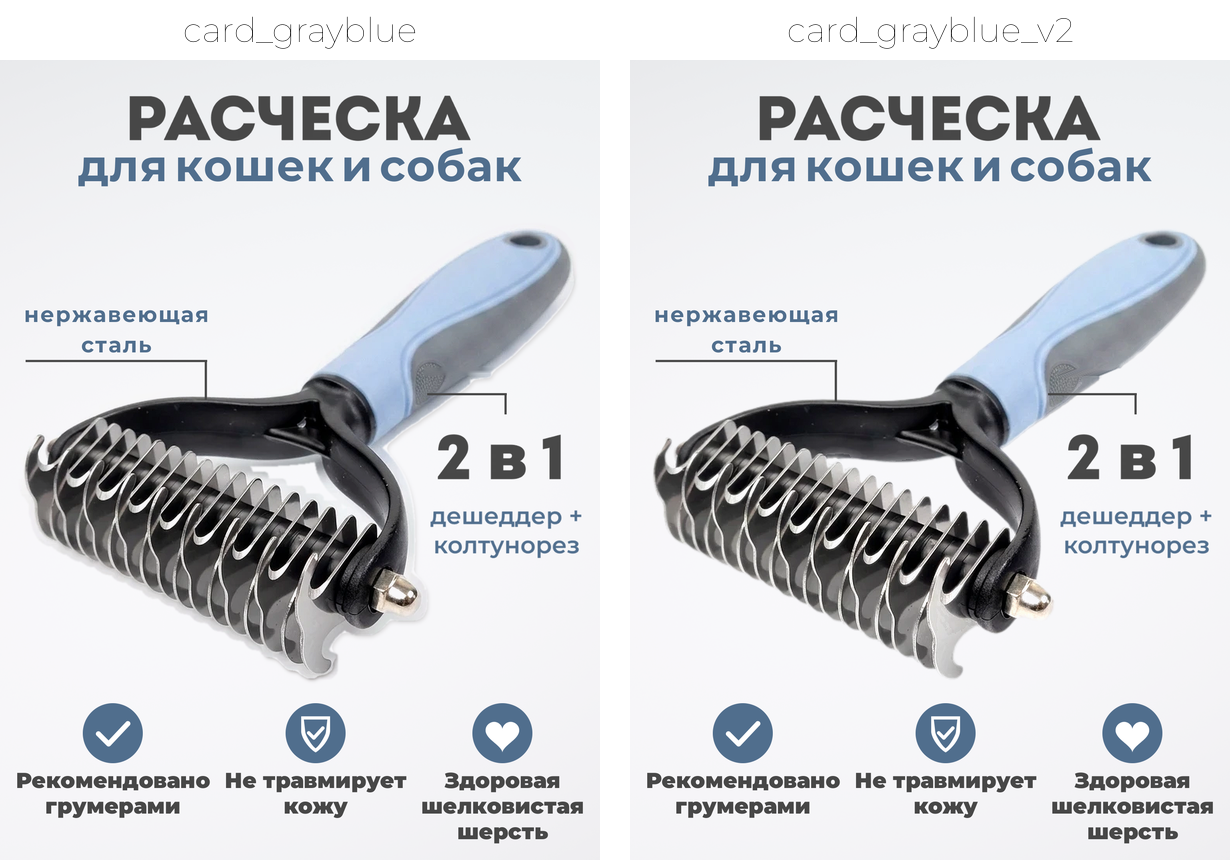 card_grayblue
РАСЧЕСКА
для кошек и собак
нержавеющая
сталь
2 в 1
дешеддер +
колтунорез
Рекомендовано
грумерами
Не травмирует
кожу
Здоровая
шелковистая
шерсть
card_grayblue_v2
РАСЧЕСКА
для кошек и собак
нержавеющая
сталь
2 в 1
дешеддер +
колтунорез
Рекомендовано
грумерами
Не травмирует
кожу
Здоровая
шелковистая
шерсть